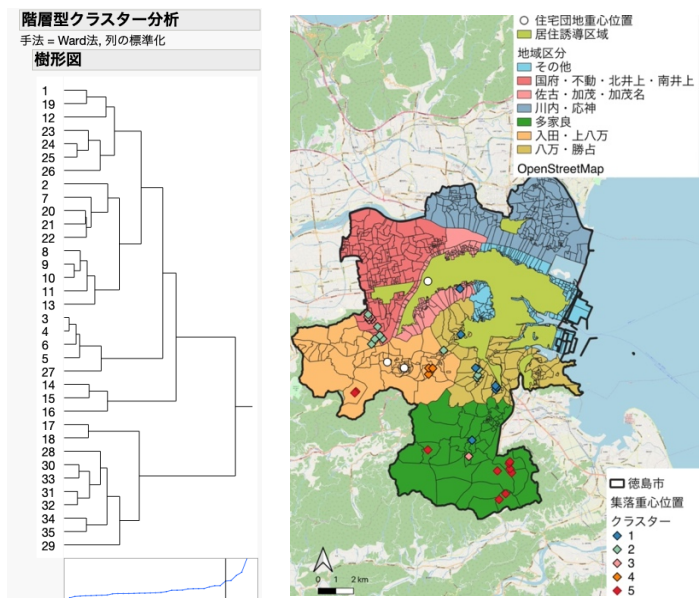 階層型クラスター分析
手法 = Ward法, 列の標準化
樹形図
1
19
12
23
24
25
26
2
7
20
21
22
8
9
10
11
13
3
4
6
5
27
14
15
16
17
18
28
30
33
31
32
34
35
29
住宅団地重心位置
居住誘導区域
地域区分
その他
国府・不動・北井上・南井上
佐古・加茂・加茂名
川内・応神
多家良
入田・上八万
八万・勝占
OpenStreetMap
徳島市
集落重心位置
クラスター
1
2
3
4
5
0 1 2 km